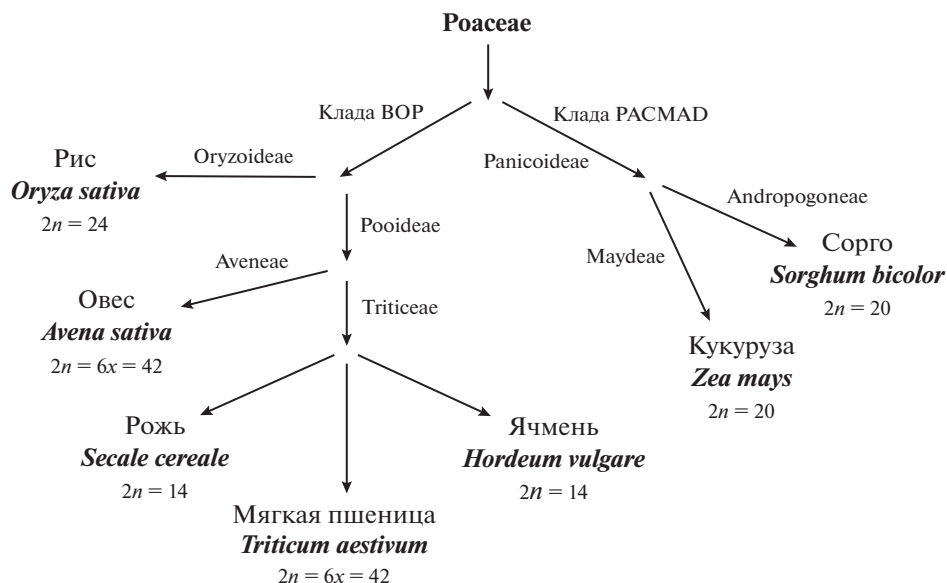 Poaceae
Клада BOP
Клада PACMAD
Oryzoideae
Panicoideae
Рис
Oryza sativa
2n = 24
Andropogoneae
Pooideae
Maydeae
Сорго
Sorghum bicolor
2n = 20
Aveneae
Овес
Avena sativa
2n = 6x = 42
Triticeae
Кукуруза
Zea mays
2n = 20
Рожь
Secale cereale
2n = 14
Ячмень
Hordeum vulgare
2n = 14
Мягкая пшеница
Triticum aestivum
2n = 6x = 42